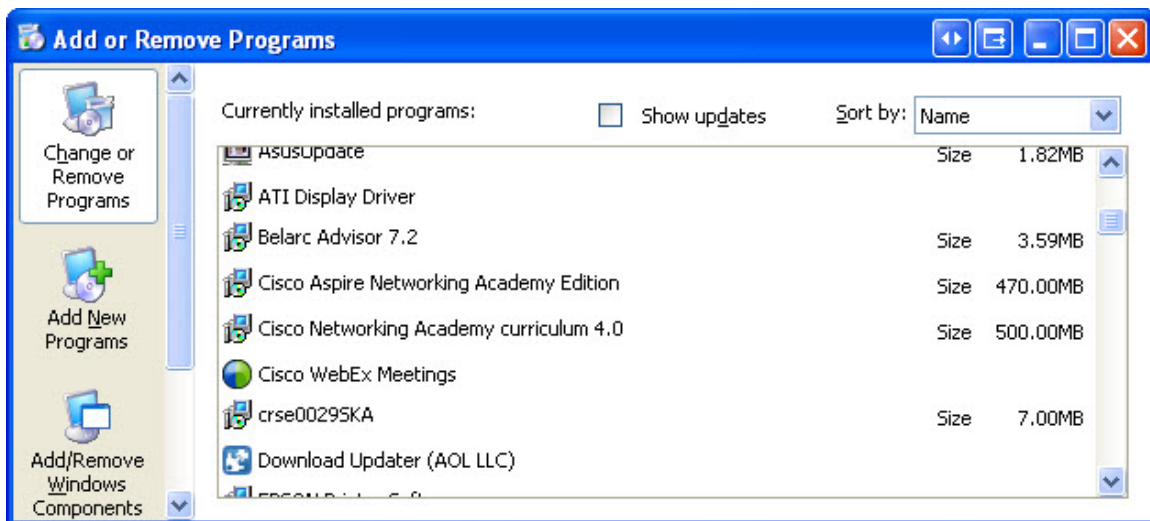 Add or Remove Programs
Change or
Remove
Programs
Add New
Programs
Add/Remove
Windows
Components
Currently installed programs:
Show updates
Sort by: Name
AsusUpdate Size 1.82MB
ATI Display Driver
Belarc Advisor 7.2 Size 3.59MB
Cisco Aspire Networking Academy Edition Size 470.00MB
Cisco Networking Academy curriculum 4.0 Size 500.00MB
Cisco WebEx Meetings
crse0029SKA Size 7.00MB
Download Updater (AOL LLC)